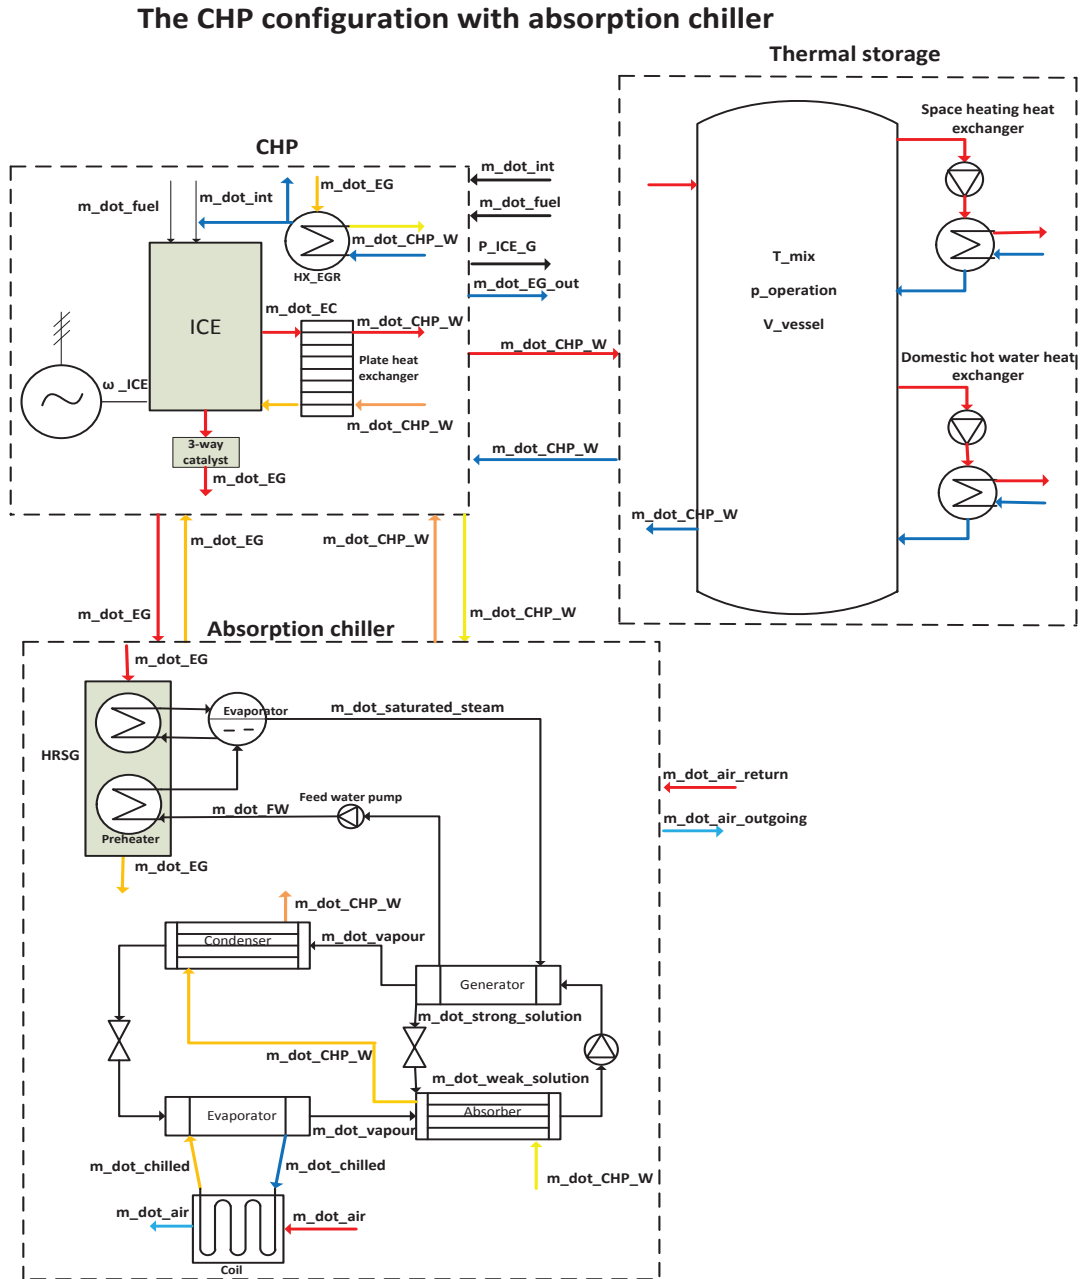 The CHP configuration with absorption chiller
Thermal storage
CHP
Space heating heat
exchanger
m_dot_int
m_dot_EG
m_dot_int
m_dot_fuel
m_dot_fuel
m_dot_CHP_W
P_ICE_G
HX_EGR
m_dot_EG_out
T_mix
p_operation
V_vessel
m_dot_EC
m_dot_CHP_W
ICE
Plate heat
exchanger
m_dot_CHP_W
Domestic hot water heat
exchanger
ω_ICE
m_dot_CHP_W
3-way
catalyst
m_dot_CHP_W
m_dot_EG
m_dot_CHP_W
m_dot_EG
m_dot_CHP_W
m_dot_EG
m_dot_CHP_W
Absorption chiller
m_dot_EG
Evaporator
m_dot_saturated_steam
HRSG
m_dot_air_return
Feed water pump
m_dot_FW
m_dot_air_outgoing
Preheater
m_dot_EG
m_dot_CHP_W
Condenser
m_dot_vapour
Generator
m_dot_strong_solution
m_dot_CHP_W
m_dot_weak_solution
Evaporator
Absorber
m_dot_vapour
m_dot_chilled
m_dot_chilled
m_dot_CHP_W
m_dot_air
m_dot_air
Coil